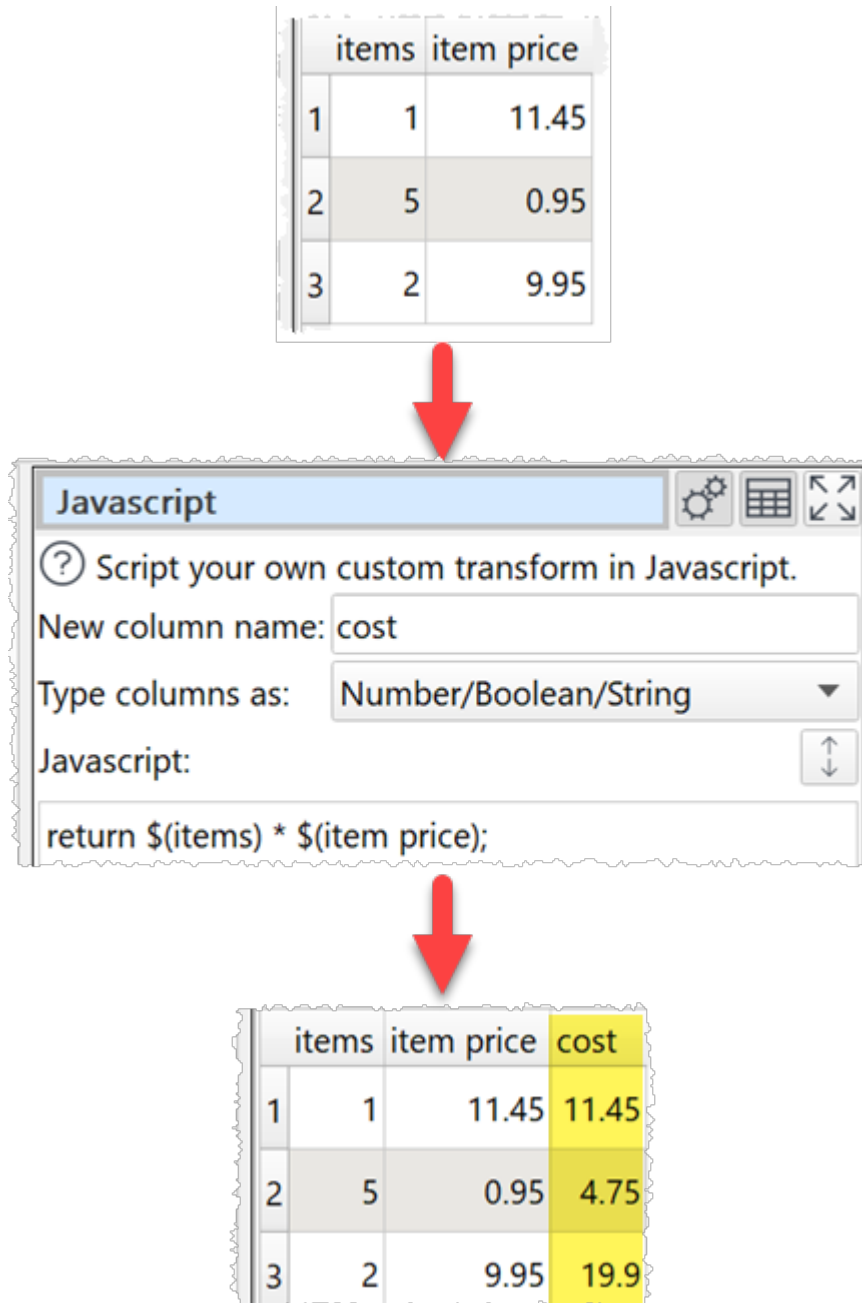 items item price
1 1 11.45
2 5 0.95
3 2 9.95
Javascript
? Script your own custom transform in Javascript.
New column name: cost
Type columns as: Number/Boolean/String
Javascript:
return $(items) * $(item price);
items item price cost
1 1 11.45 11.45
2 5 0.95 4.75
3 2 9.95 19.9